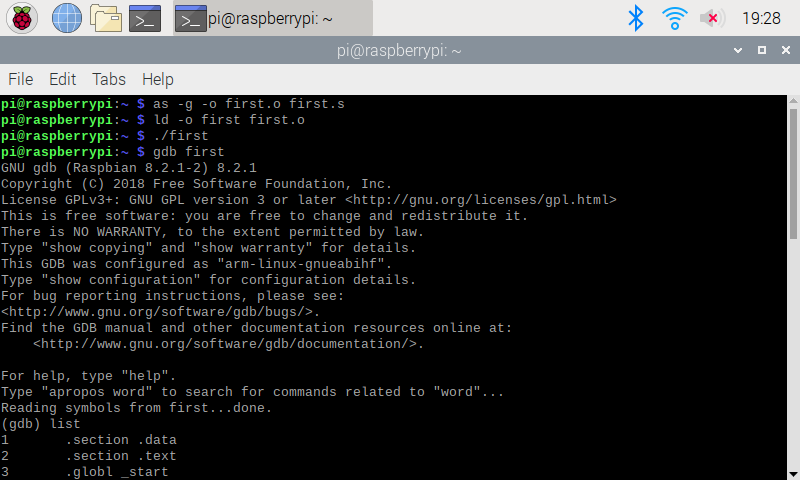 pi@raspberrypi: ~
19:28
pi@raspberrypi: ~
File Edit Tabs Help
pi@raspberrypi:~ $ as -g -o first.o first.s
pi@raspberrypi:~ $ ld -o first first.o
pi@raspberrypi:~ $ ./first
pi@raspberrypi:~ $ gdb first
GNU gdb (Raspbian 8.2.1-2) 8.2.1
Copyright (C) 2018 Free Software Foundation, Inc.
License GPLv3+: GNU GPL version 3 or later <http://gnu.org/licenses/gpl.html>
This is free software: you are free to change and redistribute it.
There is NO WARRANTY, to the extent permitted by law.
Type "show copying" and "show warranty" for details.
This GDB was configured as "arm-linux-gnueabihf".
Type "show configuration" for configuration details.
For bug reporting instructions, please see:
<http://www.gnu.org/software/gdb/bugs/>.
Find the GDB manual and other documentation resources online at:
    <http://www.gnu.org/software/gdb/documentation/>.
For help, type "help".
Type "apropos word" to search for commands related to "word"...
Reading symbols from first...done.
(gdb) list
1       .section .data
2       .section .text
3       .globl _start